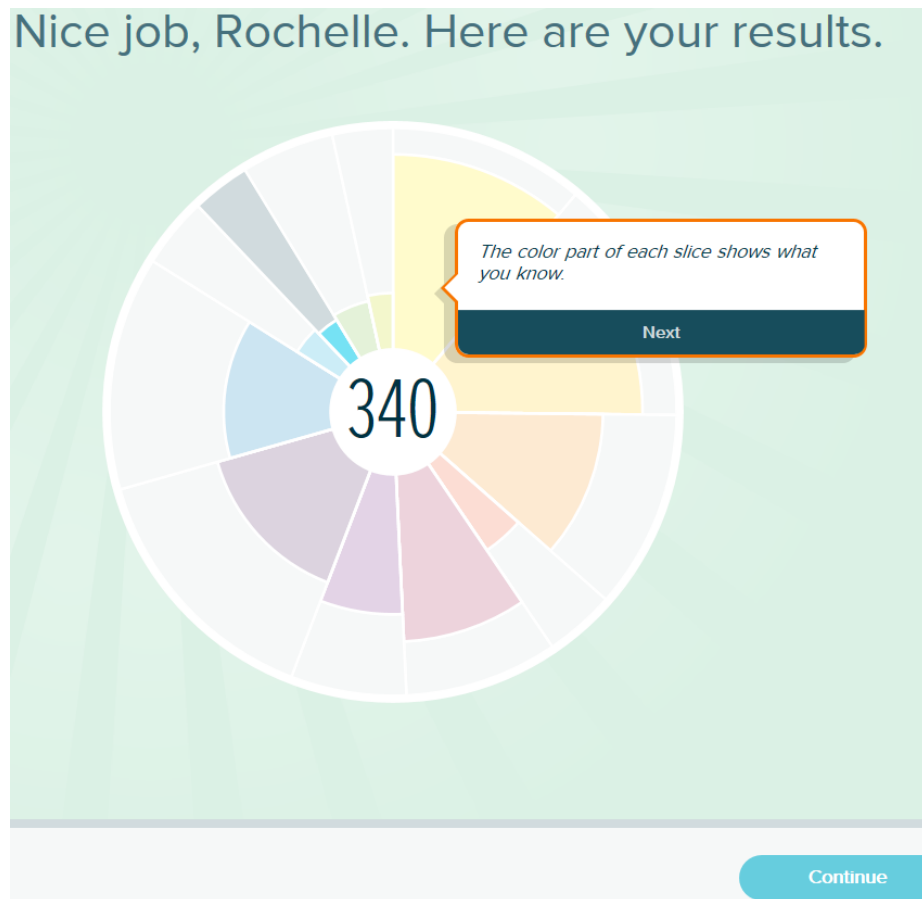 Nice job, Rochelle. Here are your results.
The color part of each slice shows what
you know.
Next
340
Continue